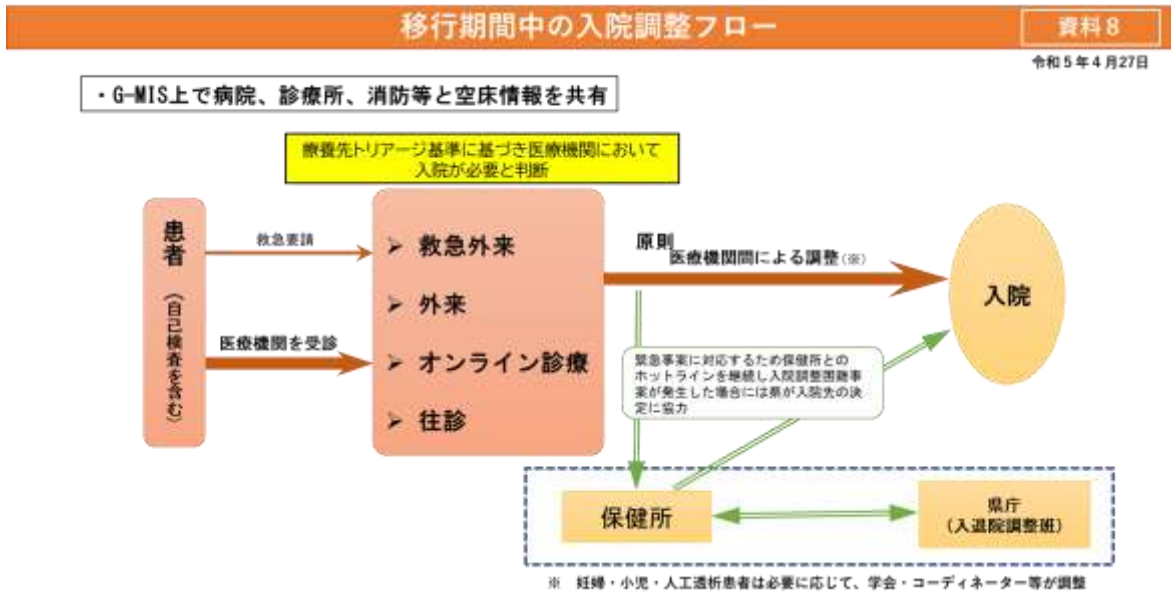 移行期間中の入院調整フロー
資料8
令和5年4月27日
・G-MIS上で病院、診療所、消防等と空床情報を共有
療養先トリアージ基準に基づき医療機関において
入院が必要と判断
患者（自己検査を含む）
救急要請
医療機関を受診
➢ 救急外来
➢ 外来
➢ オンライン診療
➢ 往診
原則
医療機関間による調整(※)
入院
緊急事案に対応するため保健所との
ホットラインを継続し入院調整困難事
案が発生した場合には県が入院先の決
定に協力
保健所
県庁
（入退院調整班）
※ 妊婦・小児・人工透析患者は必要に応じて、学会・コーディネーター等が調整